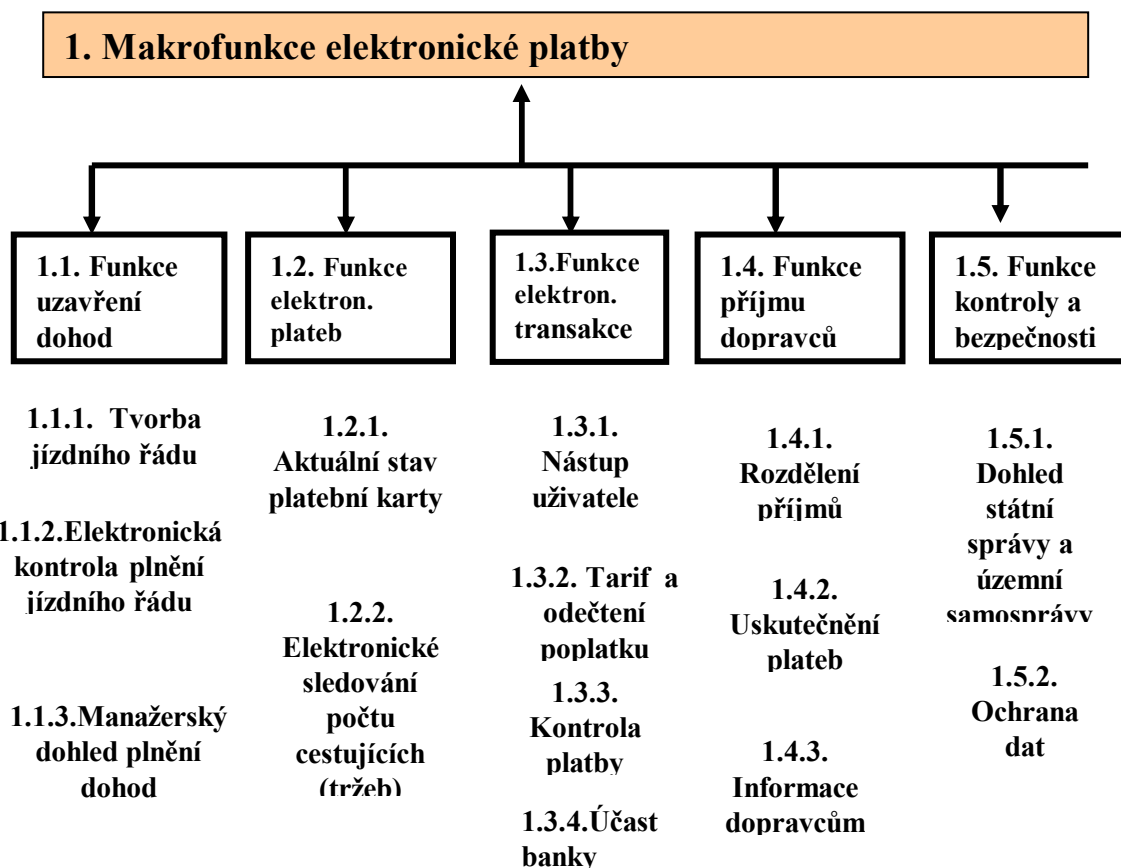 1. Makrofunkce elektronické platby
1.1. Funkce
uzavření
dohod
1.2. Funkce
elektron.
plateb
1.3.Funkce
elektron.
transakce
1.4. Funkce
příjmu
dopravců
1.5. Funkce
kontroly a
bezpečnosti
1.1.1. Tvorba
jízdního řádu
1.1.2.Elektronická
kontrola plnění
jízdního řádu
1.1.3.Manažerský
dohled plnění
dohod
1.2.1.
Aktuální stav
platební karty
1.2.2.
Elektronické
sledování
počtu
cestujících
(tržeb)
1.3.1.
Nástup
uživatele
1.3.2. Tarif a
odečtení
poplatku
1.3.3.
Kontrola
platby
1.3.4.Účast
banky
1.4.1.
Rozdělení
příjmů
1.4.2.
Uskutečnění
plateb
1.4.3.
Informace
dopravcům
1.5.1.
Dohled
státní
správy a
územní
samosprávy
1.5.2.
Ochrana
dat